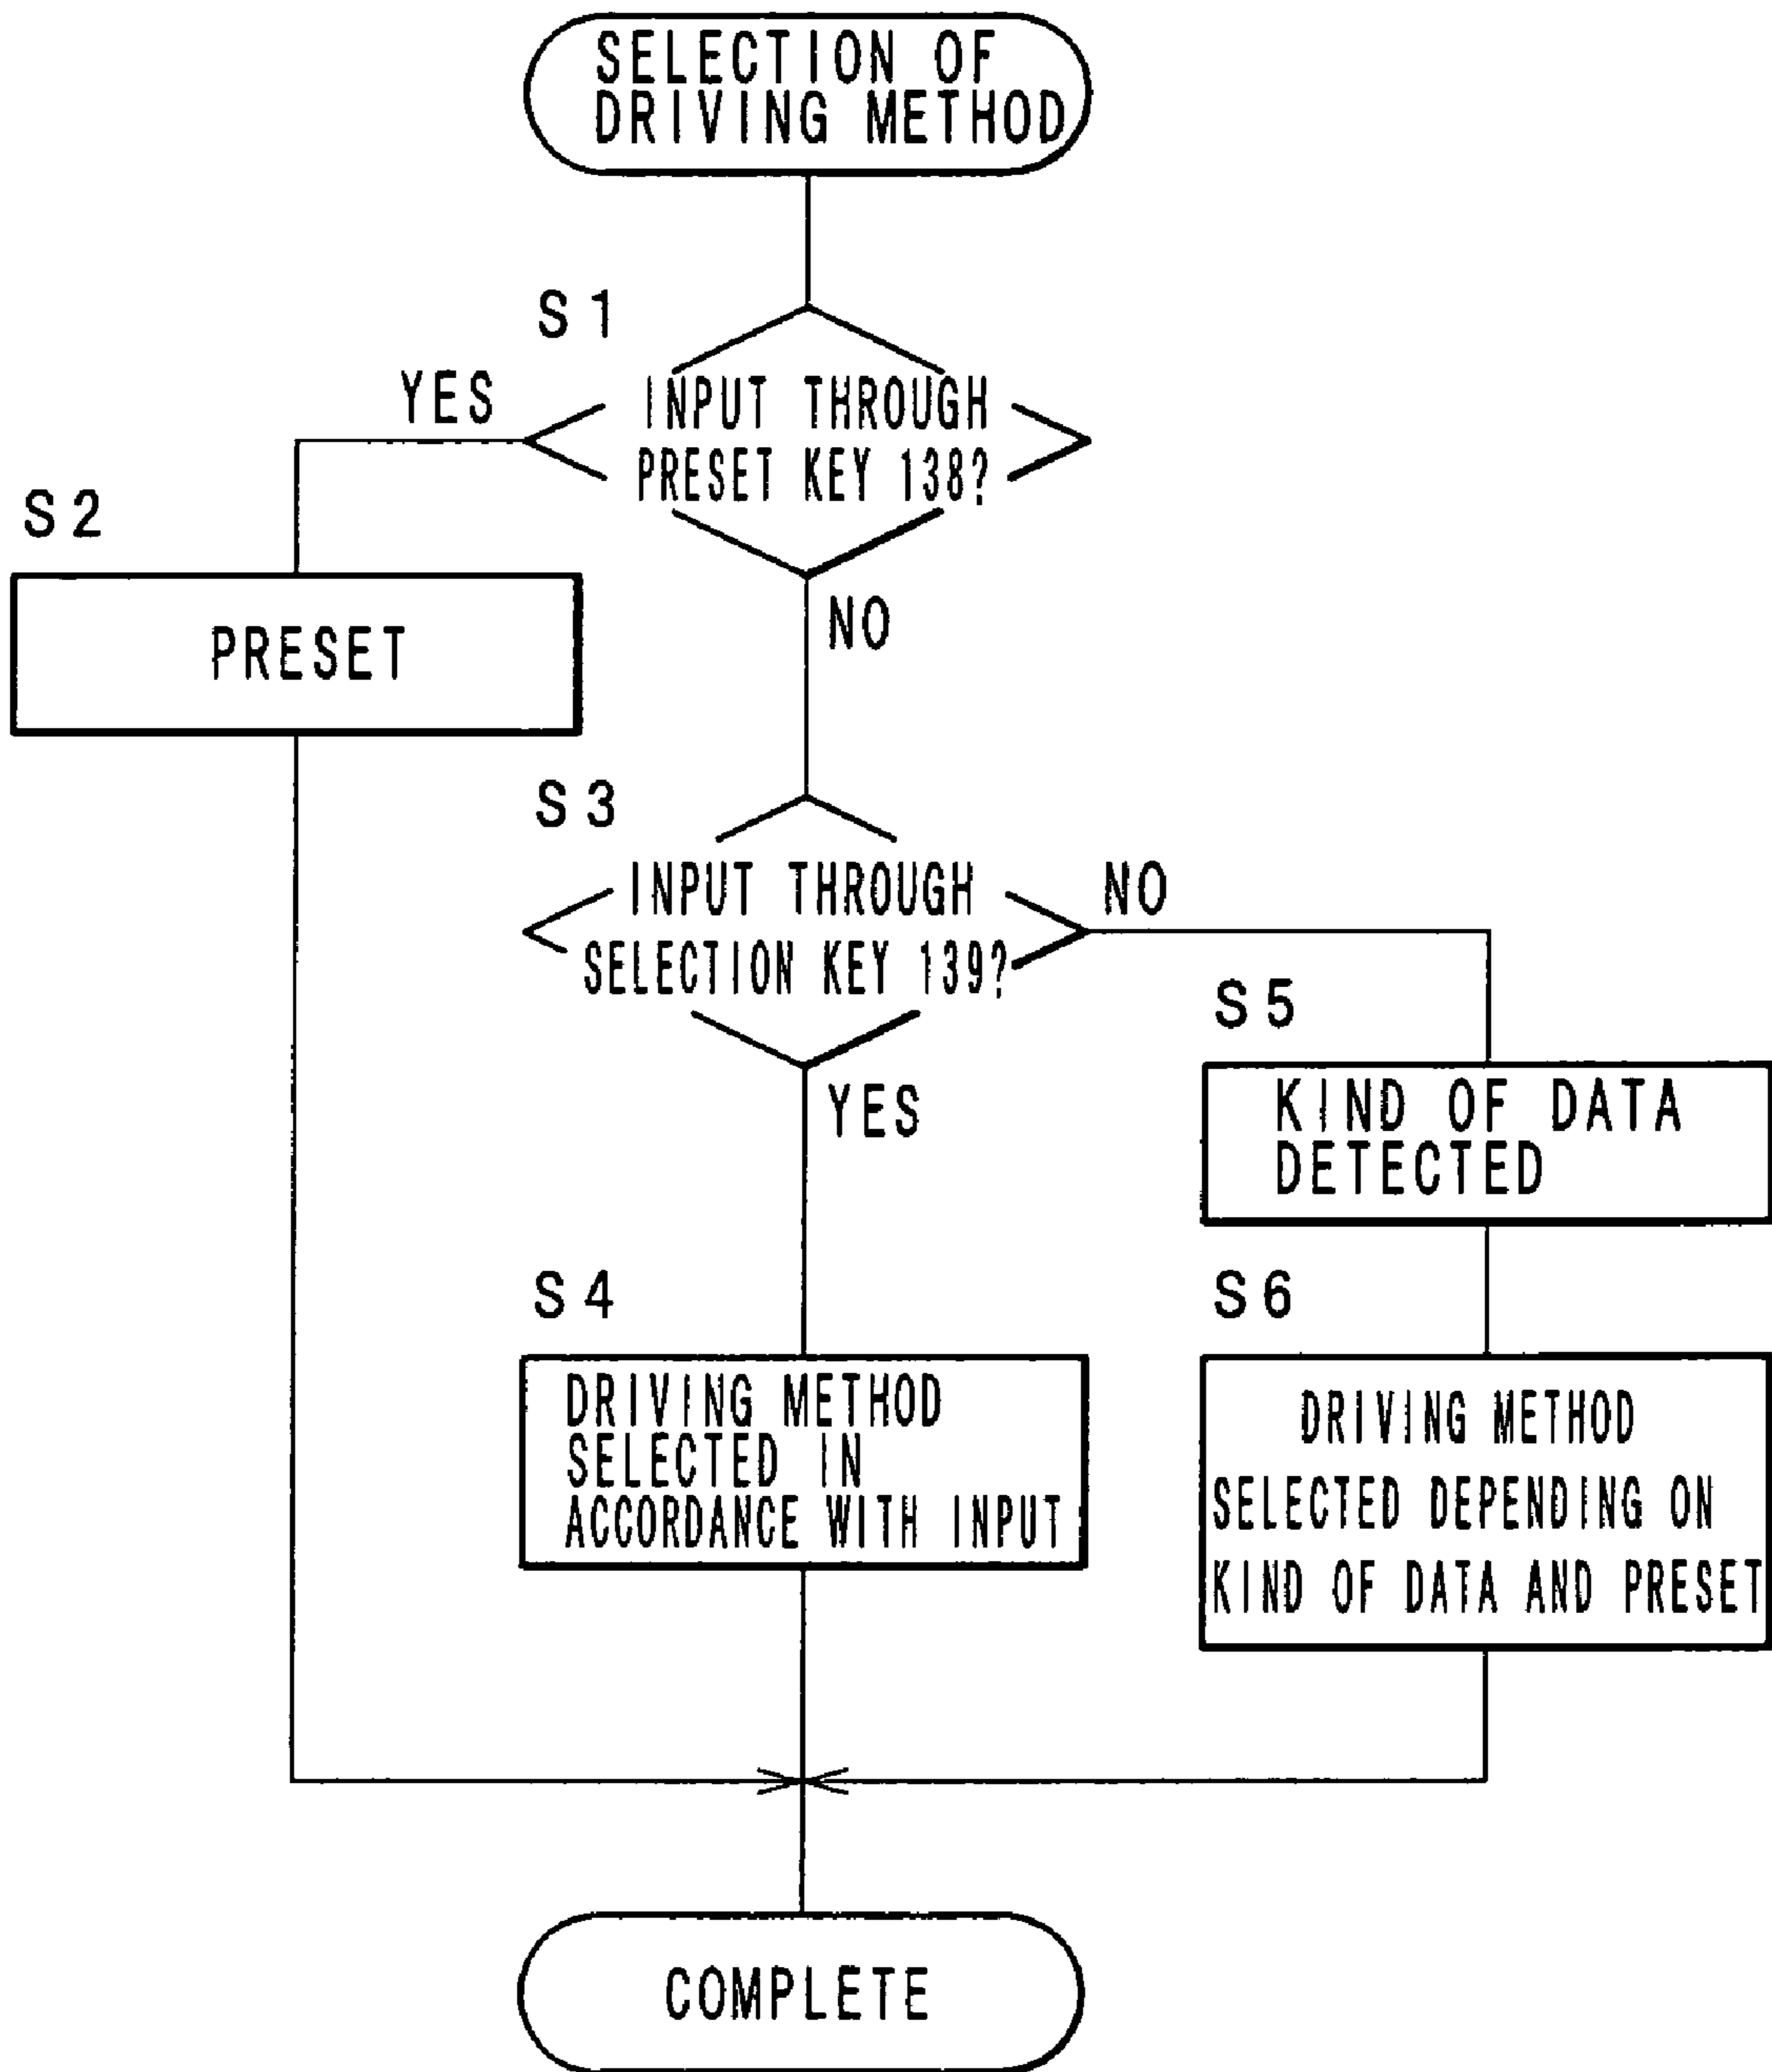 SELECTION OF
DRIVING METHOD
S1
YES
INPUT THROUGH
PRESET KEY 138?
S2
NO
PRESET
S3
INPUT THROUGH
NO
SELECTION KEY 139?
S5
YES
KIND OF DATA
DETECTED
S4
S6
DRIVING METHOD
SELECTED IN
ACCORDANCE WITH INPUT
DRIVING METHOD
SELECTED DEPENDING ON
KIND OF DATA AND PRESET
COMPLETE